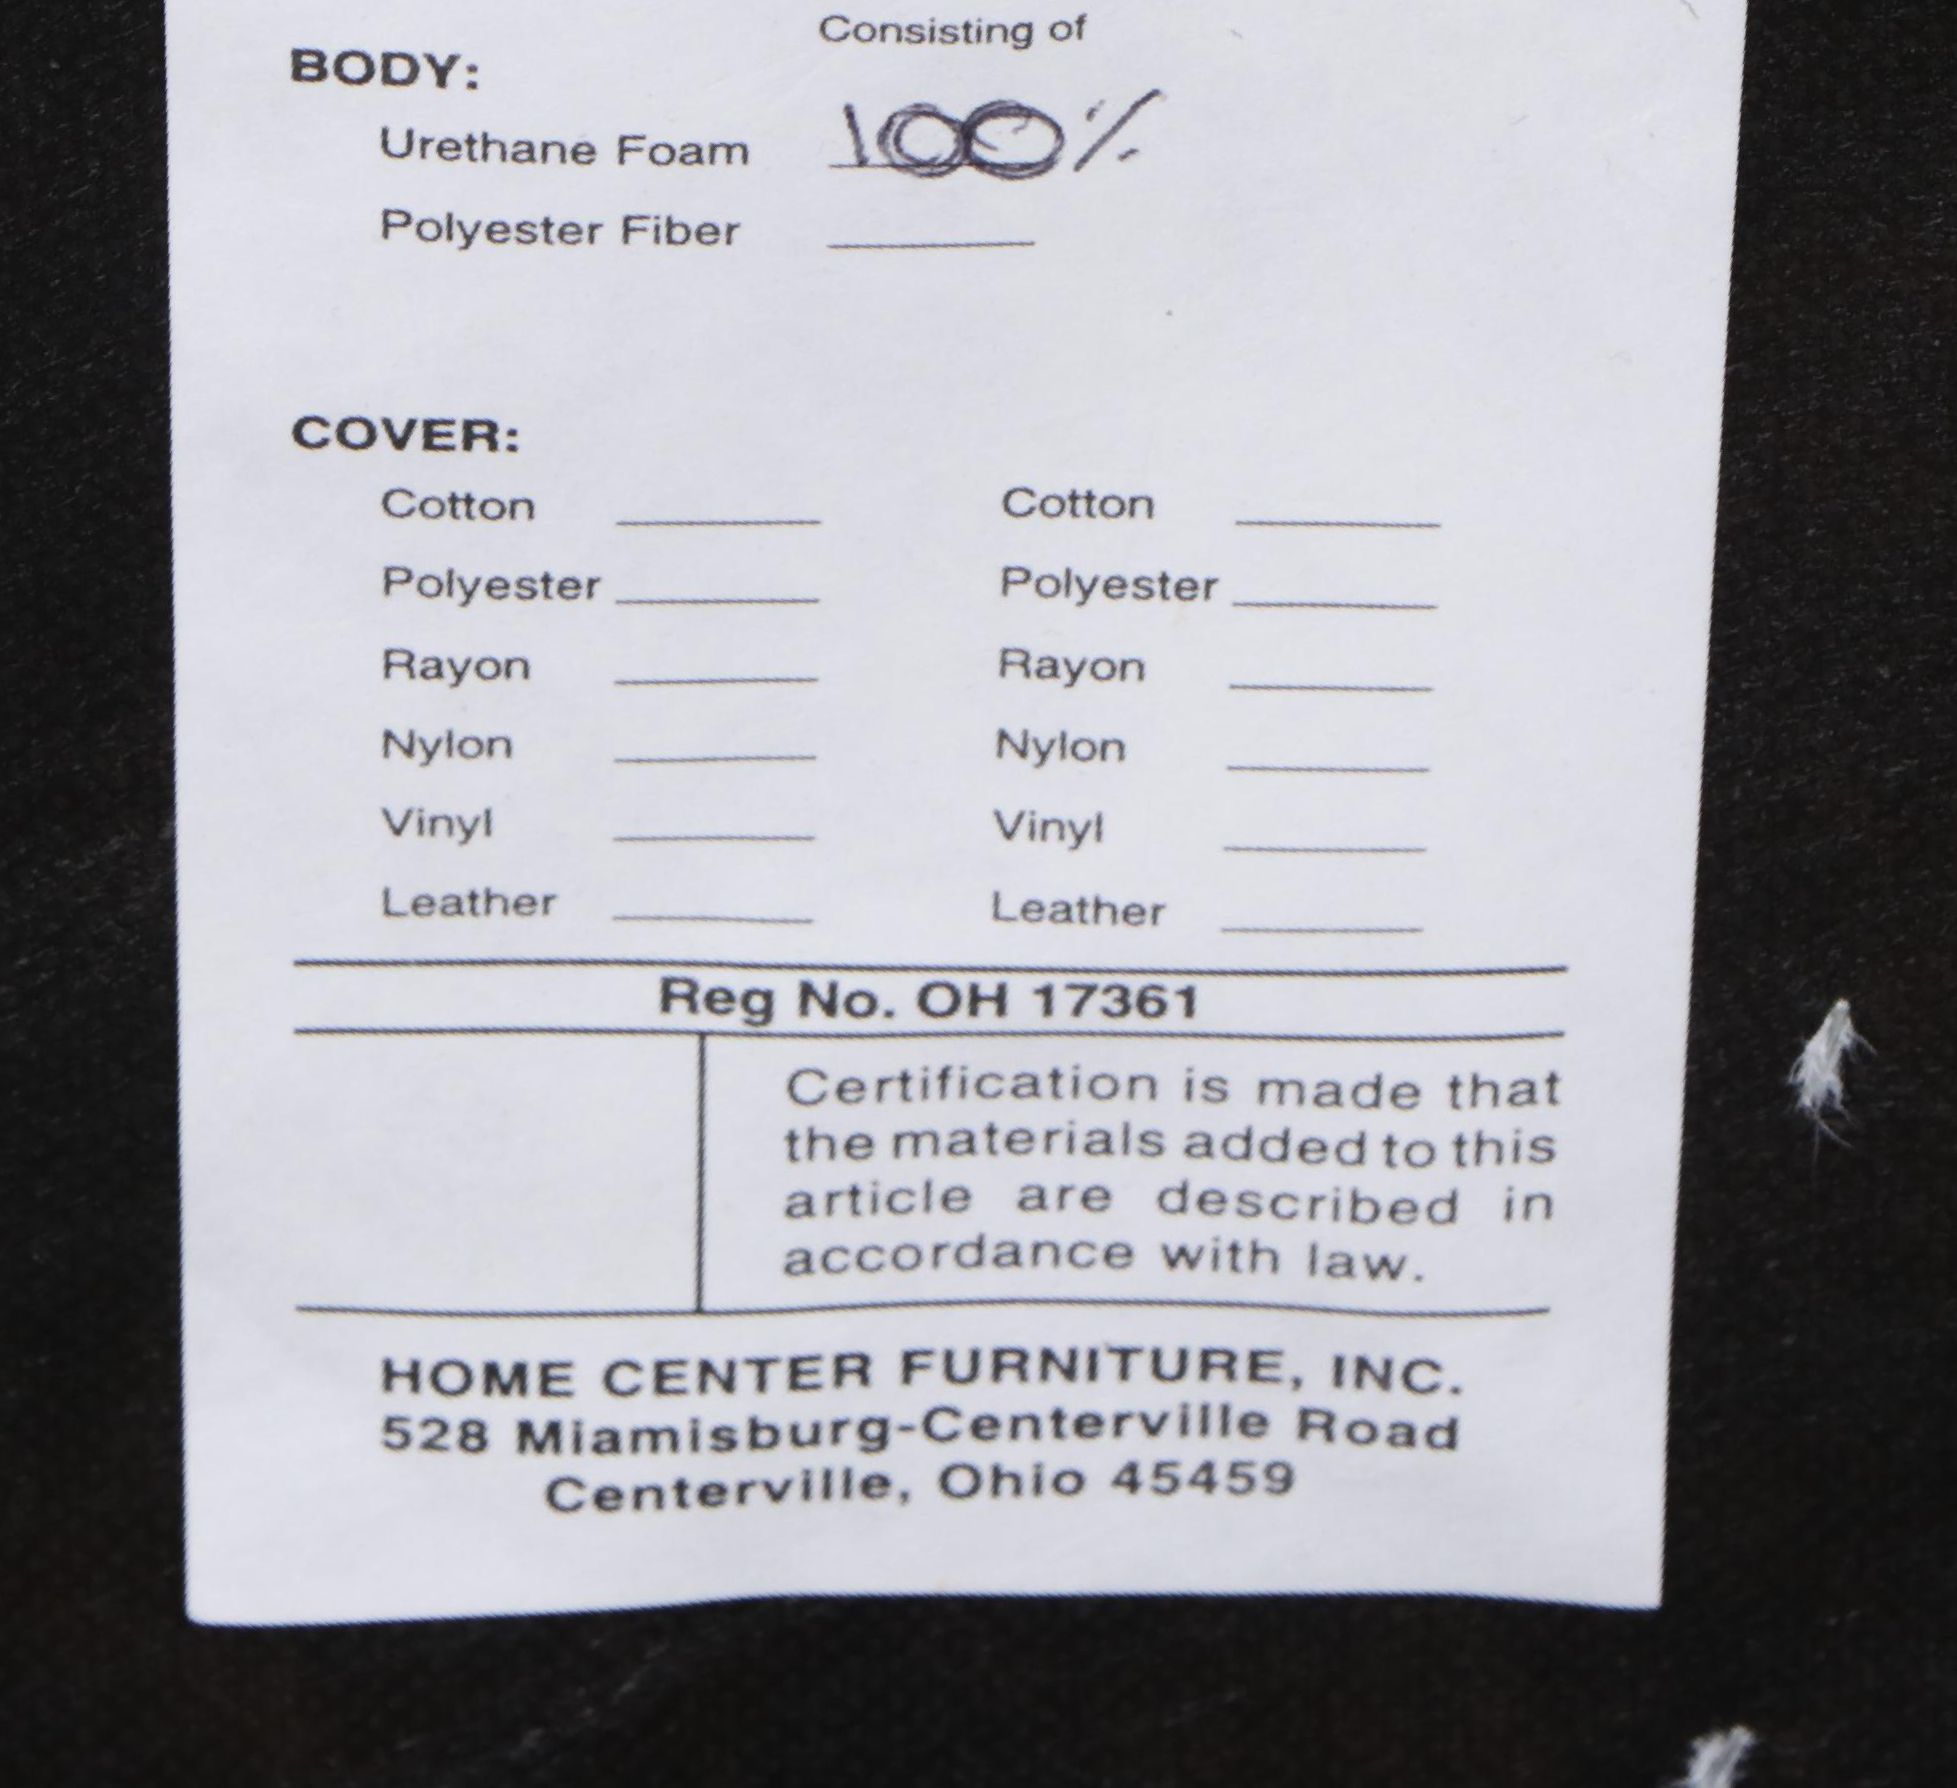 Consisting of
BODY:
Urethane Foam 100%
Polyester Fiber
COVER:
Cotton Cotton
Polyester Polyester
Rayon Rayon
Nylon Nylon
Vinyl Vinyl
Leather Leather
Reg No. OH 17361
Certification is made that
the materials added to this
article are described in
accordance with law.
HOME CENTER FURNITURE, INC.
528 Miamisburg-Centerville Road
Centerville, Ohio 45459